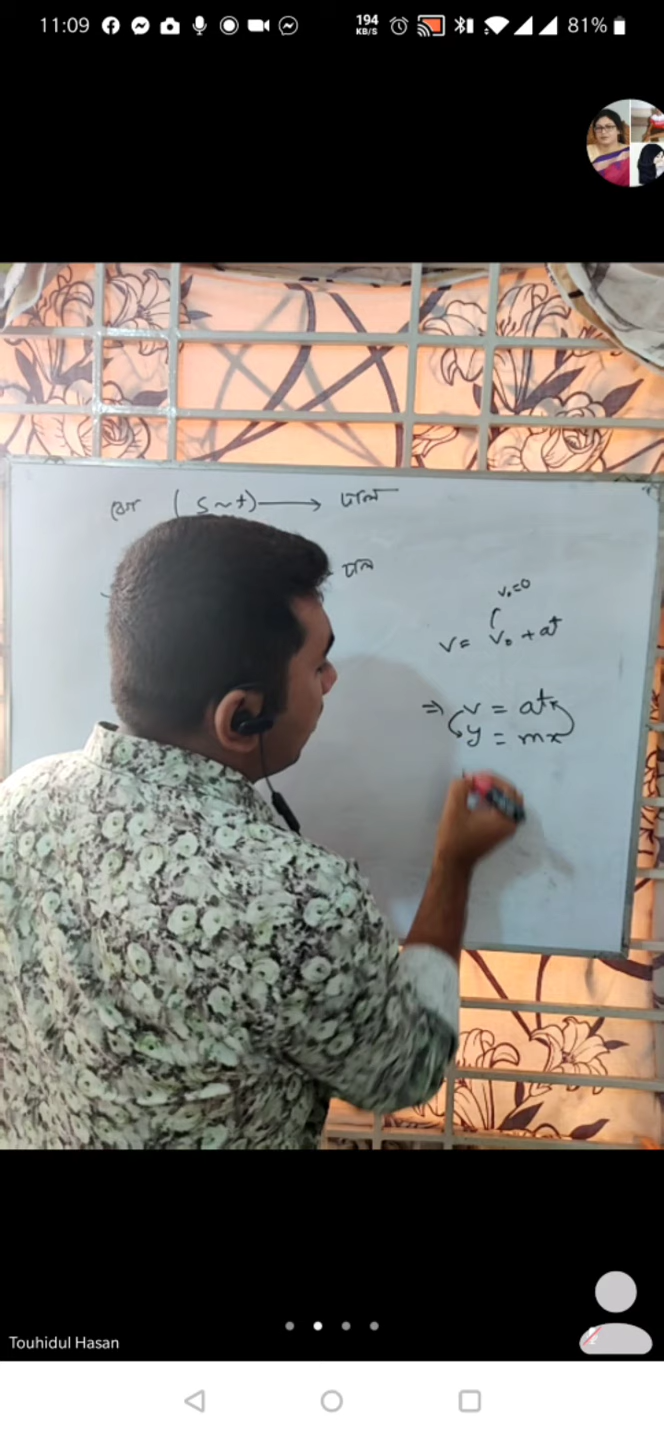 11:09
194 KB/S
81%
(s~t) ⟶ ঢাল
ঢাল
v₀=0
v = v₀ + at
⇒ v = at
y = mx
Touhidul Hasan